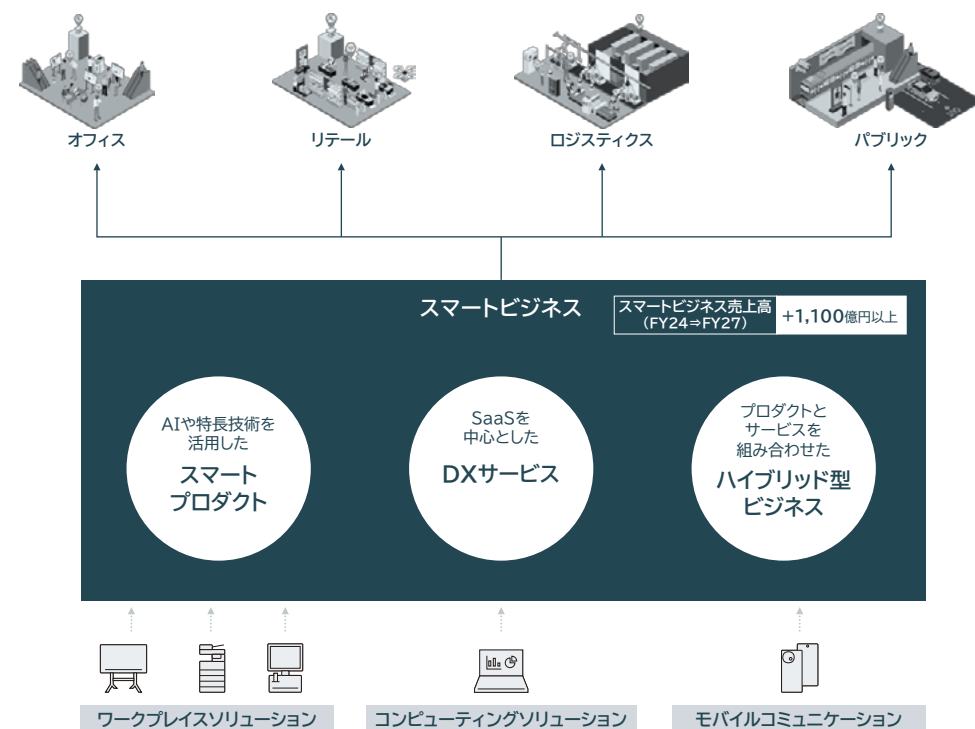 オフィス
リテール
ロジスティクス
パブリック
スマートビジネス
スマートビジネス売上高
(FY24⇒FY27)
+1,100億円以上
AIや特長技術を
活用した
スマート
プロダクト
SaaSを
中心とした
DXサービス
プロダクトと
サービスを
組み合わせた
ハイブリッド型
ビジネス
ワークプレイスソリューション
コンピューティングソリューション
モバイルコミュニケーション